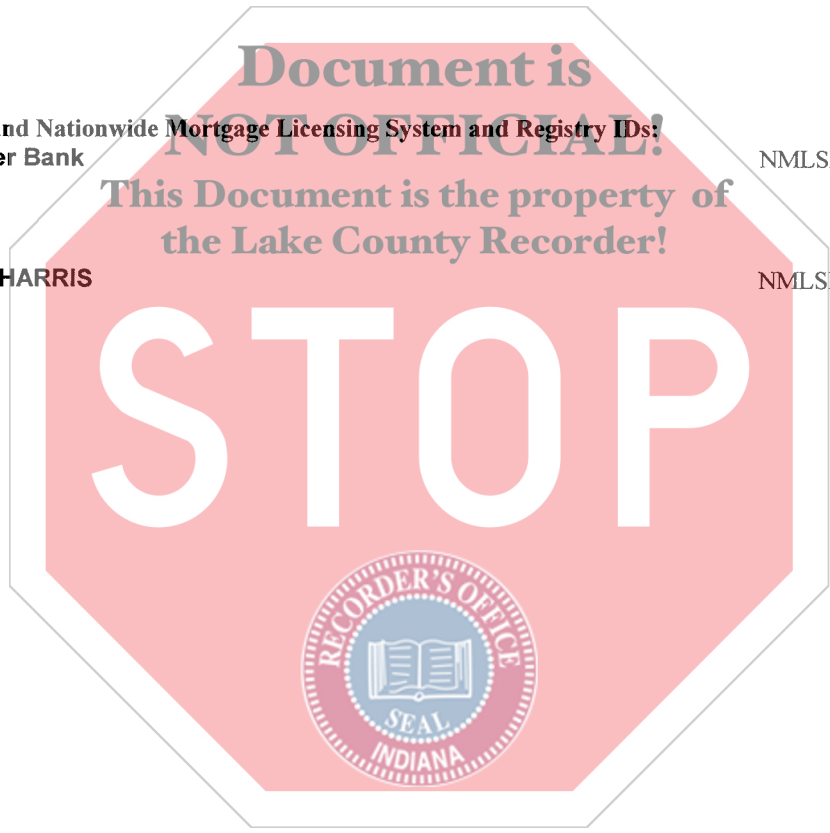 Document is
nd Nationwide Mortgage Licensing System and Registry IDs:
NOT OFFICIAL!
er Bank NMLS
This Document is the property of
the Lake County Recorder!
HARRIS NMLS
STOP
RECORDER'S OFFICE
SEAL
INDIANA